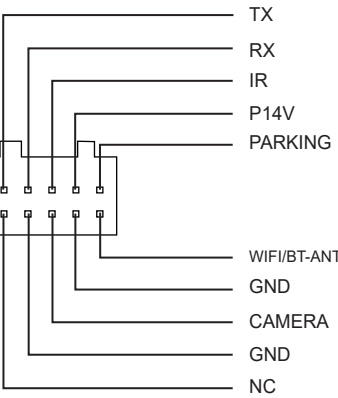 TX
RX
IR
P14V
PARKING
WIFI/BT-ANT
GND
CAMERA
GND
NC